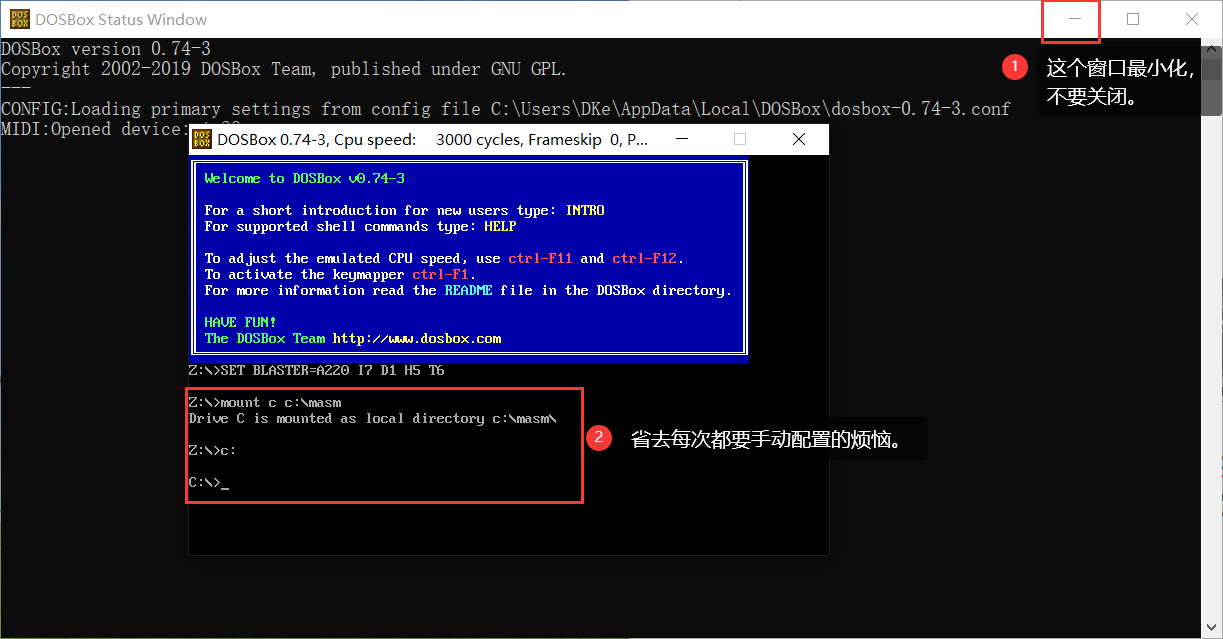 DOSBox Status Window
DOSBox version 0.74-3
Copyright 2002-2019 DOSBox Team, published under GNU GPL.
---
CONFIG:Loading primary settings from config file C:\Users\DKe\AppData\Local\DOSBox\dosbox-0.74-3.conf
MIDI:Opened device:
1 这个窗口最小化，
不要关闭。
DOSBox 0.74-3, Cpu speed: 3000 cycles, Frameskip 0, P...
Welcome to DOSBox v0.74-3
For a short introduction for new users type: INTRO
For supported shell commands type: HELP
To adjust the emulated CPU speed, use ctrl-F11 and ctrl-F12.
To activate the keymapper ctrl-F1.
For more information read the README file in the DOSBox directory.
HAVE FUN!
The DOSBox Team http://www.dosbox.com
Z:\>SET BLASTER=A220 I7 D1 H5 T6
Z:\>mount c c:\masm
Drive C is mounted as local directory c:\masm\
Z:\>c:
C:\>_
2 省去每次都要手动配置的烦恼。